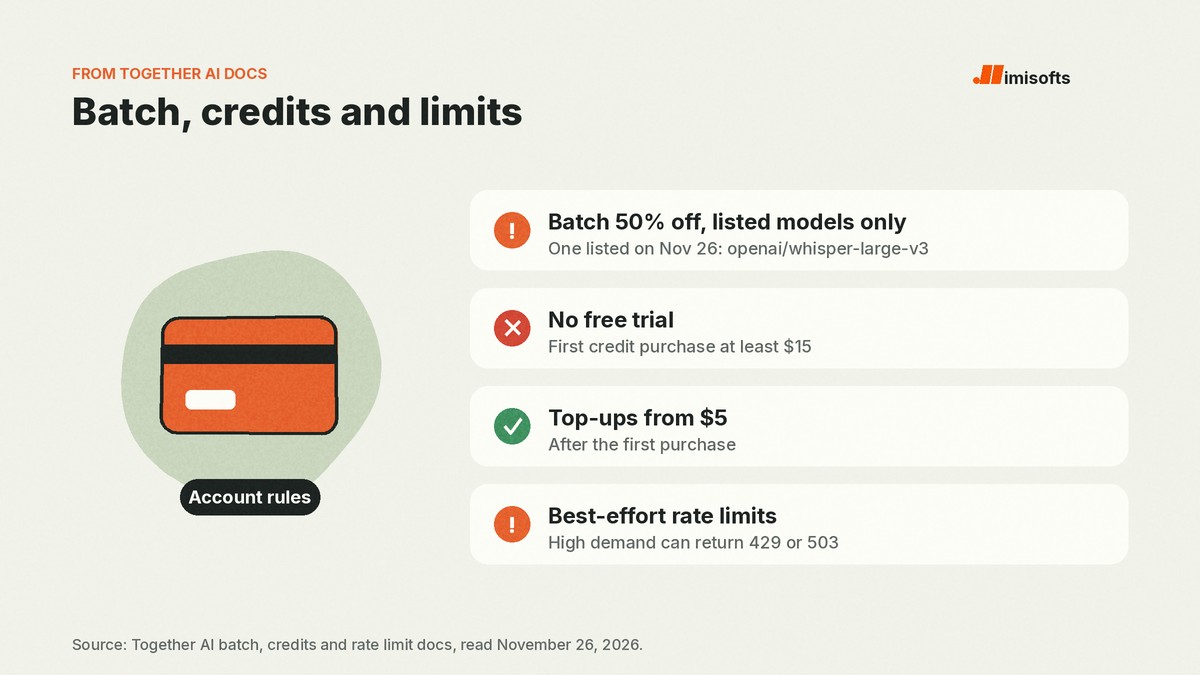 FROM TOGETHER AI DOCS
Batch, credits and limits
imisofts
Batch 50% off, listed models only
One listed on Nov 26: openai/whisper-large-v3
No free trial
First credit purchase at least $15
Top-ups from $5
After the first purchase
Best-effort rate limits
High demand can return 429 or 503
Account rules
Source: Together AI batch, credits and rate limit docs, read November 26, 2026.